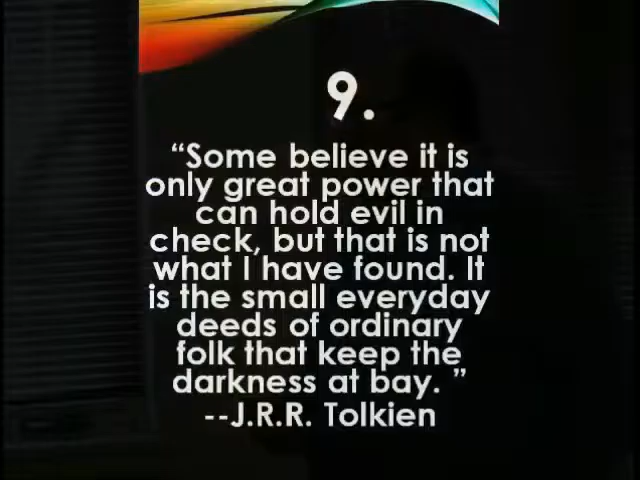 9.
“Some believe it is
only great power that
can hold evil in
check, but that is not
what I have found. It
is the small everyday
deeds of ordinary
folk that keep the
darkness at bay. ”
--J.R.R. Tolkien